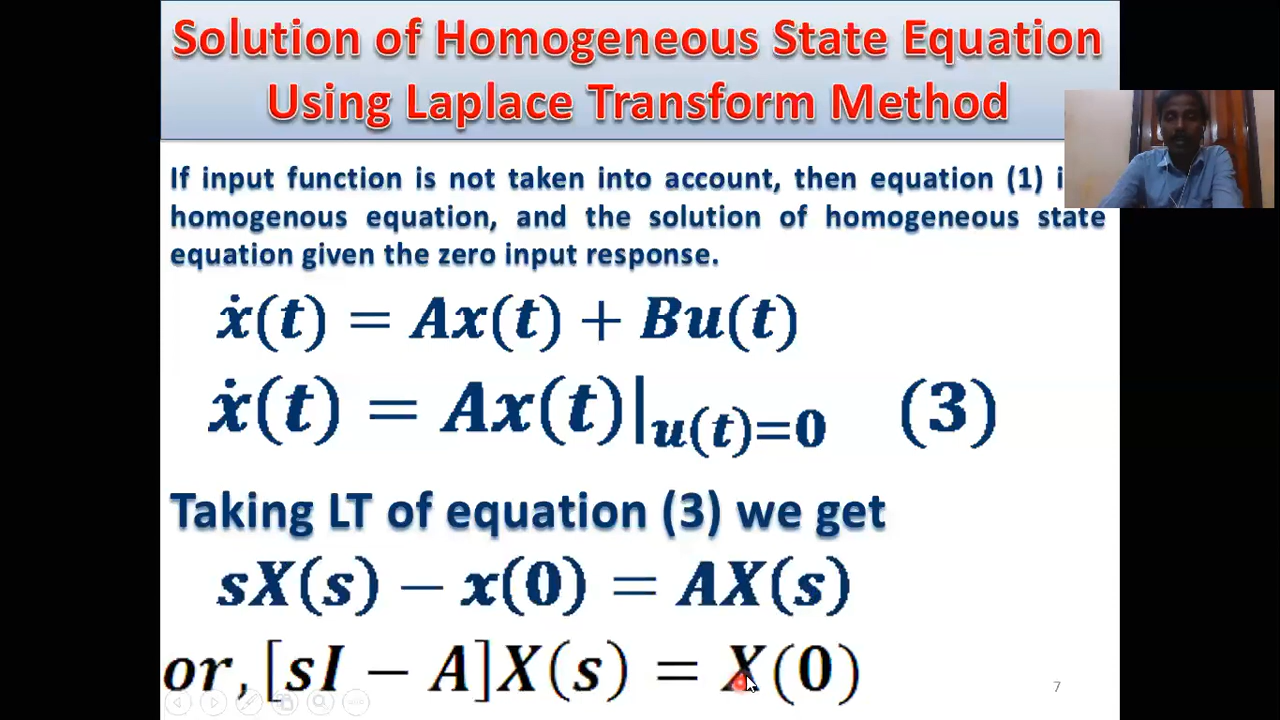 Solution of Homogeneous State Equation
Using Laplace Transform Method
If input function is not taken into account, then equation (1)
homogenous equation, and the solution of homogeneous state
equation given the zero input response.
ẋ(t) = Ax(t) + Bu(t)
ẋ(t) = Ax(t)|u(t)=0 (3)
Taking LT of equation (3) we get
sX(s) − x(0) = AX(s)
or, [sI − A]X(s) = X(0)
7